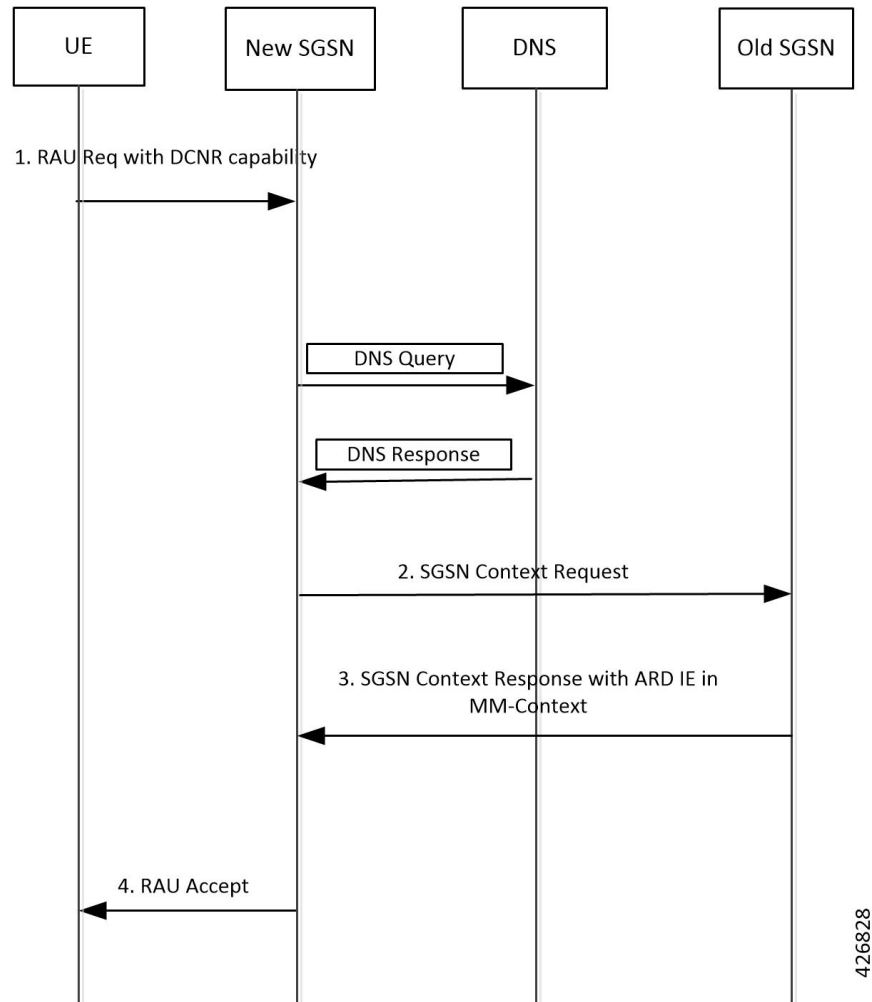 UE
New SGSN
DNS
Old SGSN
1. RAU Req with DCNR capability
DNS Query
DNS Response
2. SGSN Context Request
3. SGSN Context Response with ARD IE in
MM-Context
4. RAU Accept
426828